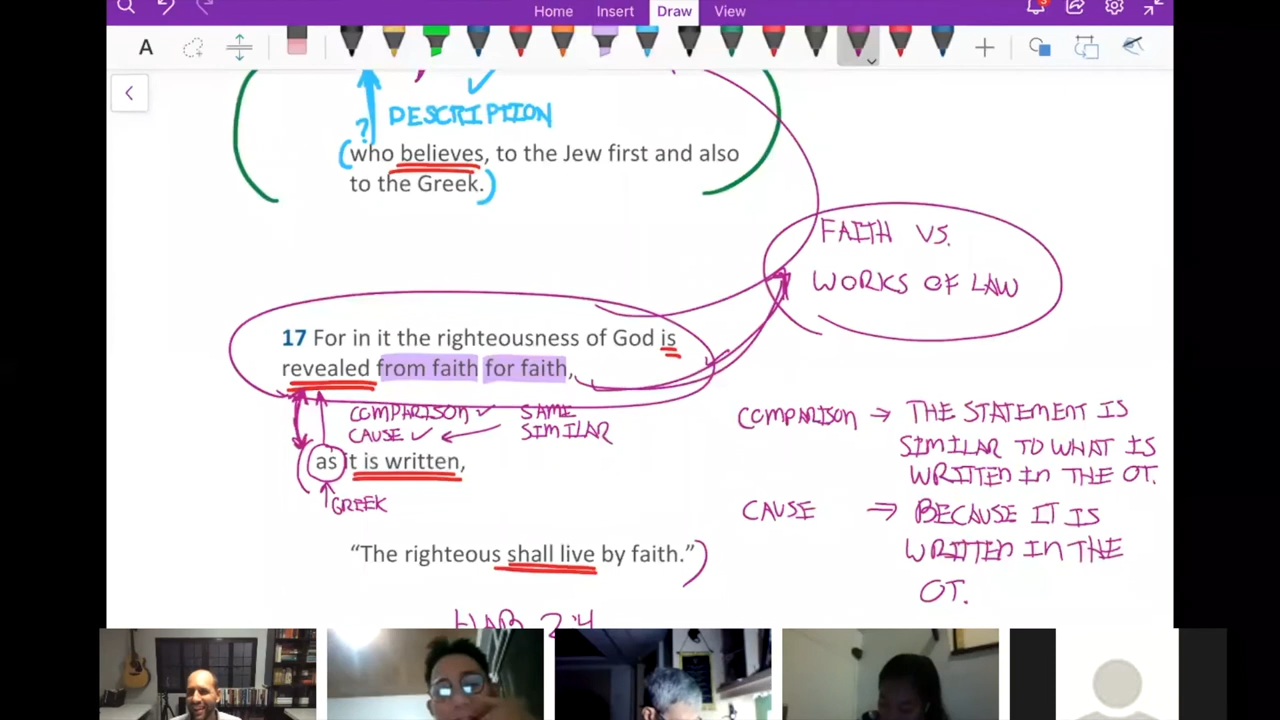 Home Insert Draw View
A
DESCRIPTION
?
(who believes, to the Jew first and also
to the Greek.)
FAITH VS.
WORKS OF LAW
17 For in it the righteousness of God is
revealed from faith for faith,
COMPARISON ✓ SAME
CAUSE ✓ SIMILAR
(as it is written,
GREEK
"The righteous shall live by faith.")
COMPARISON → THE STATEMENT IS
SIMILAR TO WHAT IS
WRITTEN IN THE OT.
CAUSE ⇒ BECAUSE IT IS
WRITTEN IN THE
OT.
HAB 2:4